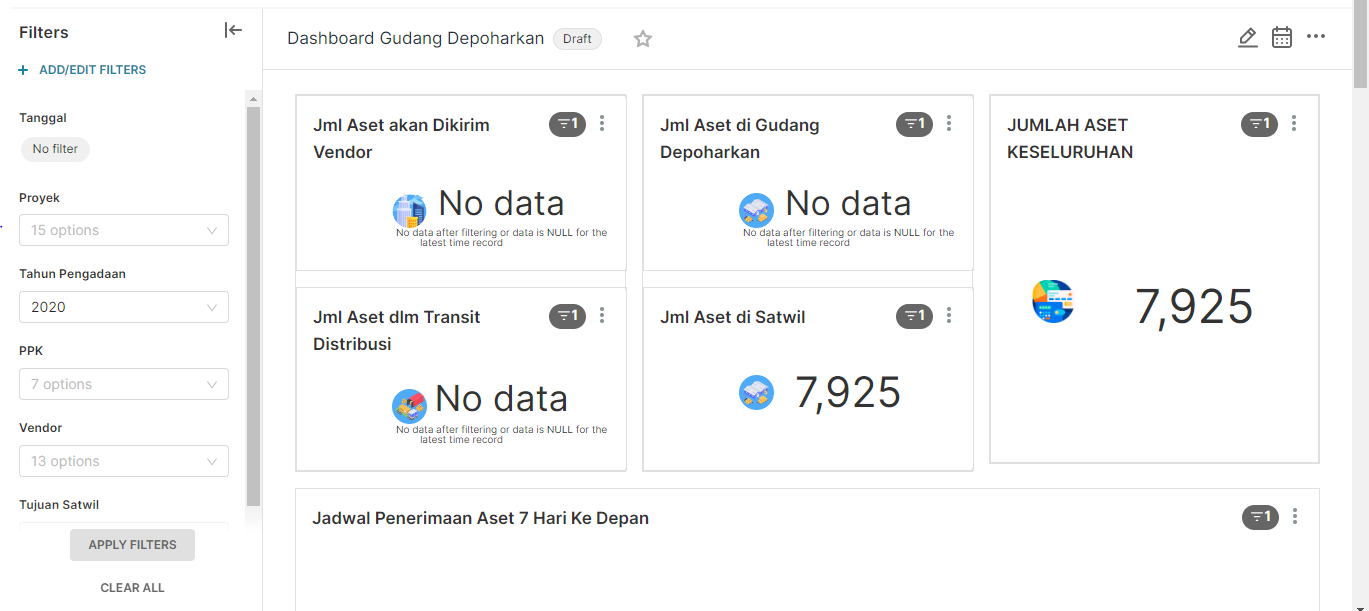 Filters
ADD/EDIT FILTERS
Tanggal
No filter
Proyek
15 options
Tahun Pengadaan
2020
PPK
7 options
Vendor
13 options
Tujuan Satwil
APPLY FILTERS
CLEAR ALL
Dashboard Gudang Depoharkan Draft
Jml Aset akan Dikirim
Vendor
1
No data
No data after filtering or data is NULL for the
latest time record
Jml Aset di Gudang
Depoharkan
1
No data
No data after filtering or data is NULL for the
latest time record
JUMLAH ASET
KESELURUHAN
1
7,925
Jml Aset dlm Transit
Distribusi
1
No data
No data after filtering or data is NULL for the
latest time record
Jml Aset di Satwil
1
7,925
Jadwal Penerimaan Aset 7 Hari Ke Depan
1